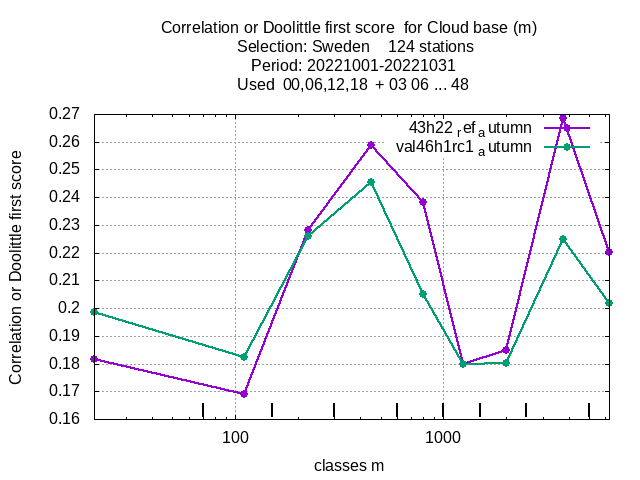 Correlation or Doolittle first score for Cloud base (m)
Selection: Sweden 124 stations
Period: 20221001-20221031
Used 00,06,12,18 + 03 06 ... 48
43h22 ref autumn
val46h1rc1 autumn
Correlation or Doolittle first score
0.27
0.26
0.25
0.24
0.23
0.22
0.21
0.2
0.19
0.18
0.17
0.16
100
1000
classes m